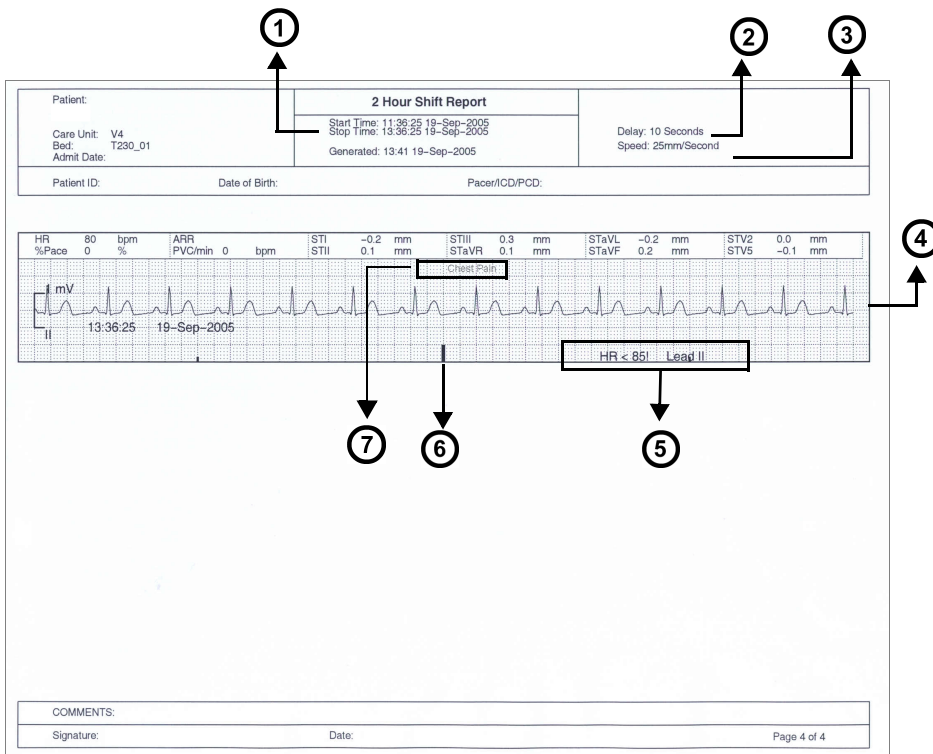 1
2
3
Patient:
2 Hour Shift Report
Start Time: 11:36:25 19-Sep-2005
Stop Time: 13:36:25 19-Sep-2005
Generated: 13:41 19-Sep-2005
Delay: 10 Seconds
Speed: 25mm/Second
Care Unit: V4
Bed: T230_01
Admit Date:
Patient ID: Date of Birth: Pacer/ICD/PCD:
4
HR 80 bpm ARR STI -0.2 mm STIII 0.3 mm STaVL -0.2 mm STV2 0.0 mm
%Pace 0 % PVC/min 0 bpm STII 0.1 mm STaVR 0.1 mm STaVF 0.2 mm STV5 -0.1 mm
Chest Pain
1 mV
II
13:36:25 19-Sep-2005
HR < 85! Lead II
7
6
5
COMMENTS:
Signature: Date: Page 4 of 4